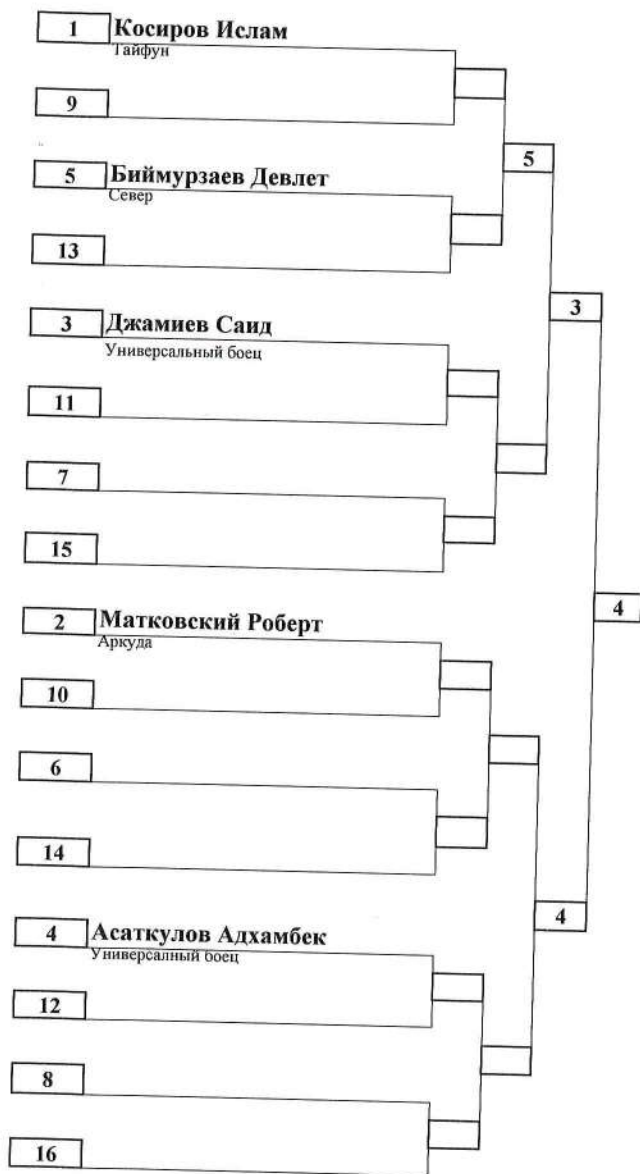 1 Косиров Ислам
Тайфун
9
5
5 Биймурзаев Девлет
Север
13
3
3 Джамиев Саид
Универсальный боец
11
7
15
4
2 Матковский Роберт
Аркуда
10
6
14
4
4 Асаткулов Адхамбек
Универсалный боец
12
8
16